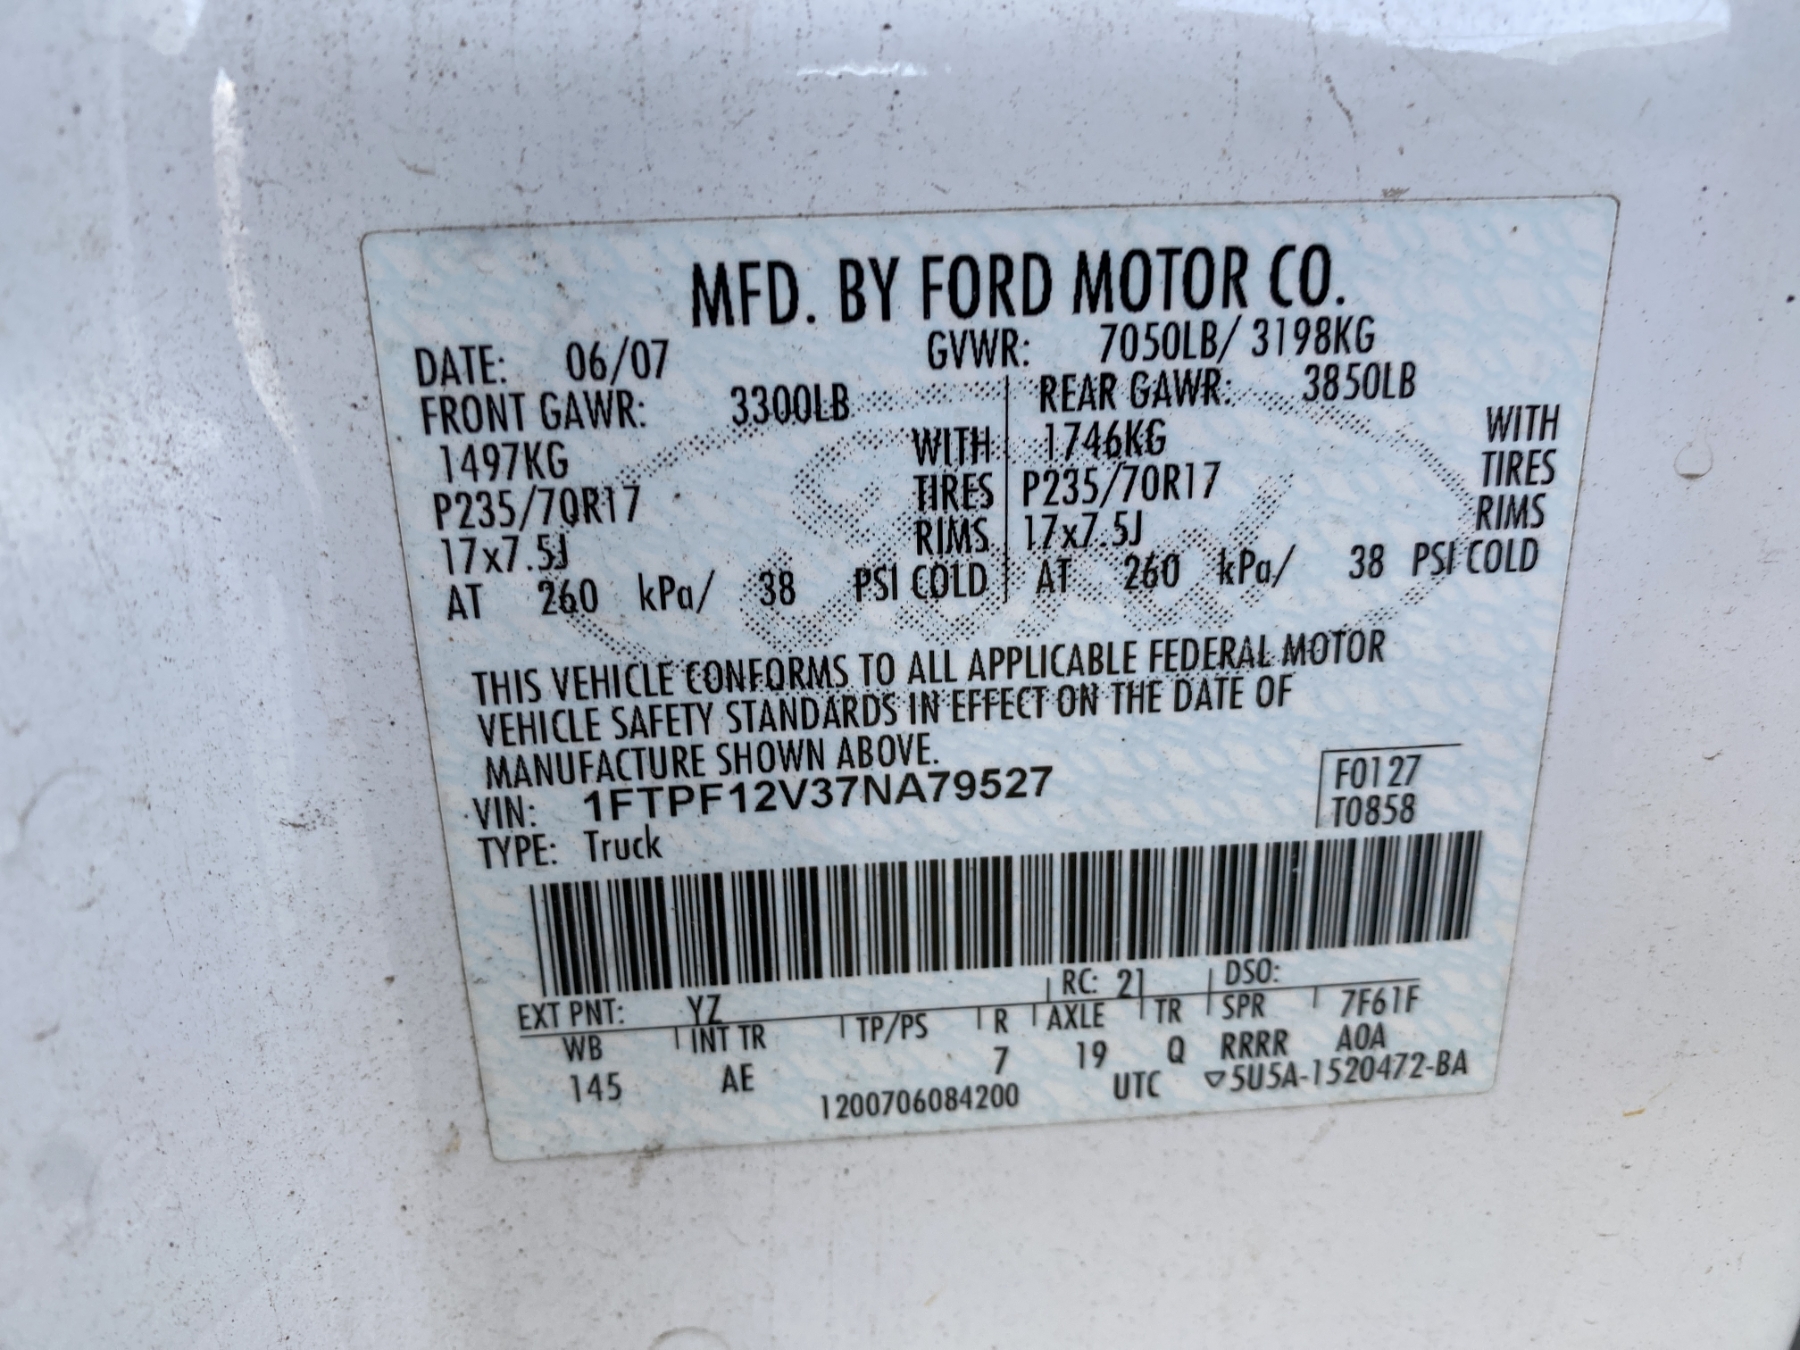 MFD. BY FORD MOTOR CO.
DATE: 06/07 GVWR: 7050LB/ 3198KG
FRONT GAWR: 3300LB REAR GAWR: 3850LB
1497KG WITH 1746KG WITH
P235/70R17 TIRES P235/70R17 TIRES
17x7.5J RIMS 17x7.5J RIMS
AT 260 kPa/ 38 PSI COLD AT 260 kPa/ 38 PSI COLD
THIS VEHICLE CONFORMS TO ALL APPLICABLE FEDERAL MOTOR
VEHICLE SAFETY STANDARDS IN EFFECT ON THE DATE OF
MANUFACTURE SHOWN ABOVE.
VIN: 1FTPF12V37NA79527 F0127
TYPE: Truck T0858
EXT PNT: YZ RC: 21 DSO:
WB INT TR TP/PS R AXLE TR SPR 7F61F
145 AE 7 19 Q RRRR A0A
1200706084200 UTC ▽5U5A-1520472-BA